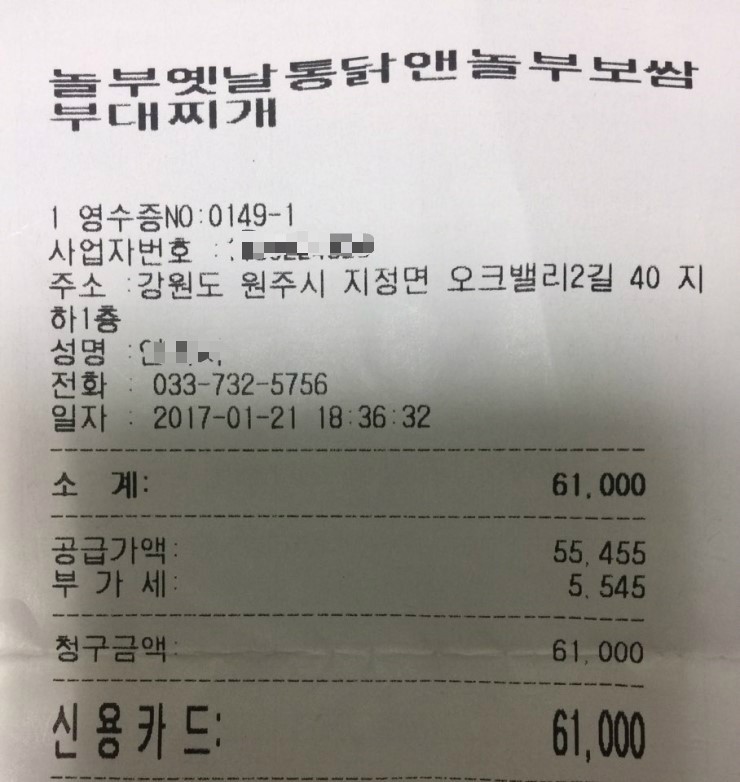 놀부옛날통닭앤놀부보쌈
부대찌개
1 영수증NO:0149-1
사업자번호 :
주소 :강원도 원주시 지정면 오크밸리2길 40 지
하1층
성명 :
전화 : 033-732-5756
일자 : 2017-01-21 18:36:32
소 계: 61,000
공급가액: 55,455
부 가 세: 5,545
청구금액: 61,000
신용카드: 61,000